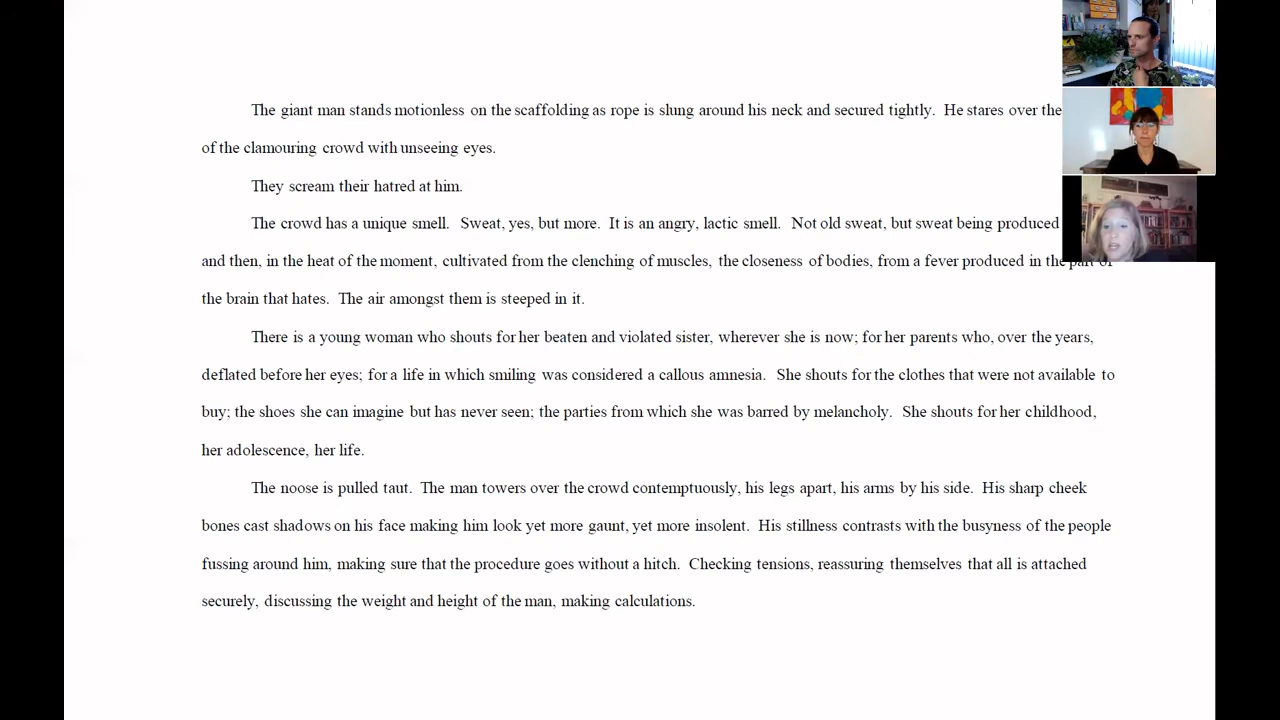 The giant man stands motionless on the scaffolding as rope is slung around his neck and secured tightly. He stares over the
of the clamouring crowd with unseeing eyes.
They scream their hatred at him.
The crowd has a unique smell. Sweat, yes, but more. It is an angry, lactic smell. Not old sweat, but sweat being produced
and then, in the heat of the moment, cultivated from the clenching of muscles, the closeness of bodies, from a fever produced in the part of
the brain that hates. The air amongst them is steeped in it.
There is a young woman who shouts for her beaten and violated sister, wherever she is now; for her parents who, over the years,
deflated before her eyes; for a life in which smiling was considered a callous amnesia. She shouts for the clothes that were not available to
buy; the shoes she can imagine but has never seen; the parties from which she was barred by melancholy. She shouts for her childhood,
her adolescence, her life.
The noose is pulled taut. The man towers over the crowd contemptuously, his legs apart, his arms by his side. His sharp cheek
bones cast shadows on his face making him look yet more gaunt, yet more insolent. His stillness contrasts with the busyness of the people
fussing around him, making sure that the procedure goes without a hitch. Checking tensions, reassuring themselves that all is attached
securely, discussing the weight and height of the man, making calculations.